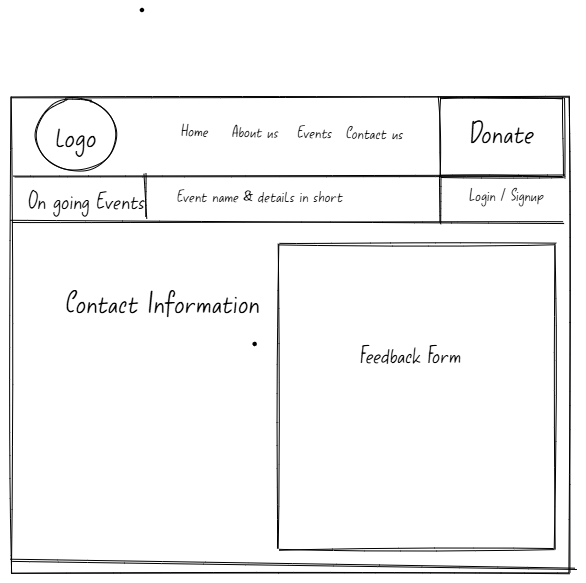 Logo
Home About us Events Contact us
Donate
On going Events
Event name & details in short
Login / Signup
Contact Information
Feedback Form